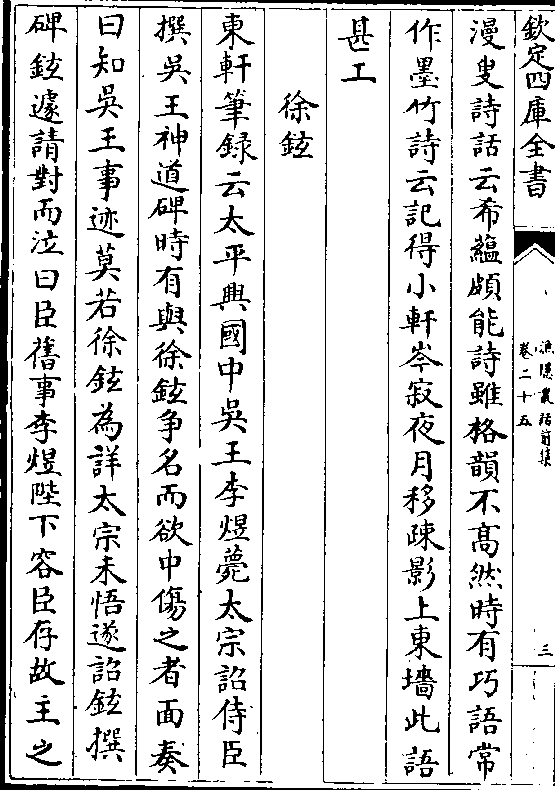 欽定四庫全書
漁隱叢話前集
卷二十五
三
漫叟詩話云希蘊頗能詩雖格韻不高然時有巧語常
作墨竹詩云記得小軒岑寂夜月移疎影上東墻此語
甚工
徐鉉
東軒筆録云太平興國中吳王李煜薨太宗詔侍臣
撰吳王神道碑時有與徐鉉争名而欲中傷之者面奏
曰知吳王事迹莫若徐鉉為詳太宗未悟遂詔鉉撰
碑鉉遽請對而泣曰臣舊事李煜陛下容臣存故主之